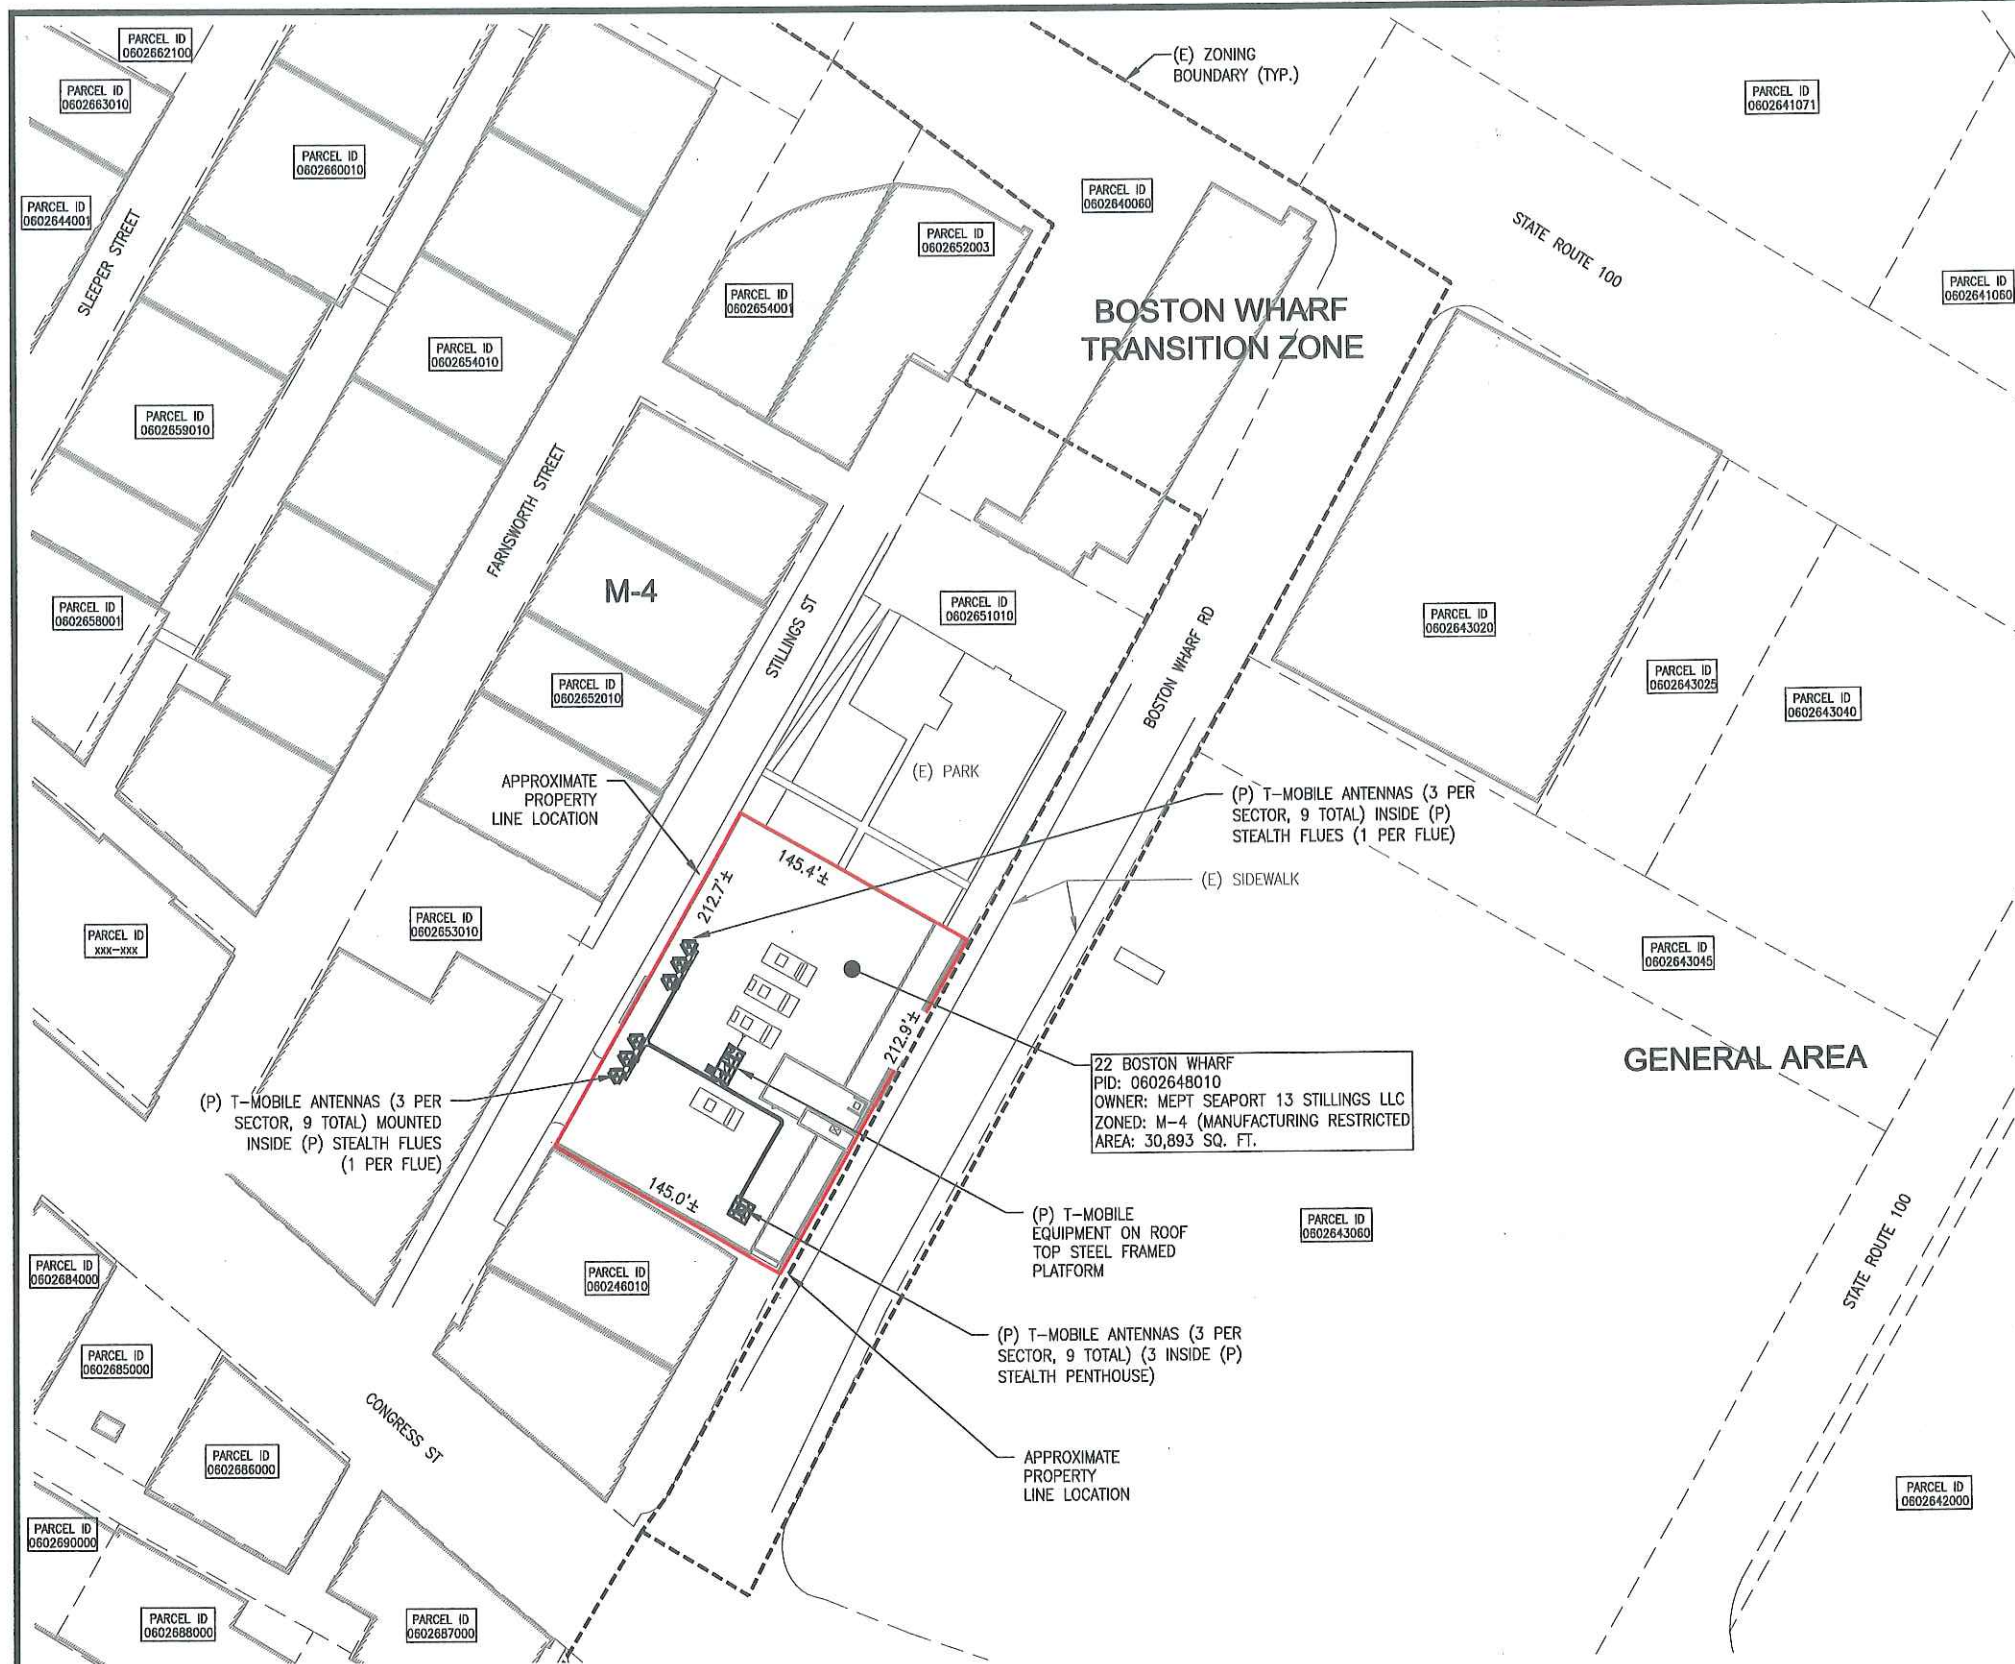 PARCEL ID
0602662100
PARCEL ID
0602663010
PARCEL ID
0602660010
PARCEL ID
0602644001
SLEEPER STREET
(E) ZONING
BOUNDARY (TYP.)
PARCEL ID
0602641071
PARCEL ID
0602640060
PARCEL ID
0602652003
STATE ROUTE 100
PARCEL ID
0602641060
PARCEL ID
0602654001
BOSTON WHARF
TRANSITION ZONE
PARCEL ID
0602654010
PARCEL ID
0602659010
FARNSWORTH STREET
M-4
PARCEL ID
0602658001
STILLINGS ST
PARCEL ID
0602651010
BOSTON WHARF RD
PARCEL ID
0602643020
PARCEL ID
0602643025
PARCEL ID
0602643040
PARCEL ID
0602652010
(E) PARK
APPROXIMATE
PROPERTY
LINE LOCATION
(P) T-MOBILE ANTENNAS (3 PER
SECTOR, 9 TOTAL) INSIDE (P)
STEALTH FLUES (1 PER FLUE)
145.4'±
212.7'±
(E) SIDEWALK
PARCEL ID
0602653010
PARCEL ID
xxx-xxx
PARCEL ID
0602643045
212.9'±
GENERAL AREA
22 BOSTON WHARF
PID: 0602648010
OWNER: MEPT SEAPORT 13 STILLINGS LLC
ZONED: M-4 (MANUFACTURING RESTRICTED
AREA: 30,893 SQ. FT.
(P) T-MOBILE ANTENNAS (3 PER
SECTOR, 9 TOTAL) MOUNTED
INSIDE (P) STEALTH FLUES
(1 PER FLUE)
145.0'±
(P) T-MOBILE
EQUIPMENT ON ROOF
TOP STEEL FRAMED
PLATFORM
PARCEL ID
0602643060
STATE ROUTE 100
PARCEL ID
0602684000
PARCEL ID
060246010
(P) T-MOBILE ANTENNAS (3 PER
SECTOR, 9 TOTAL) (3 INSIDE (P)
STEALTH PENTHOUSE)
PARCEL ID
0602685000
CONGRESS ST
PARCEL ID
0602686000
APPROXIMATE
PROPERTY
LINE LOCATION
PARCEL ID
0602642000
PARCEL ID
0602690000
PARCEL ID
0602688000
PARCEL ID
0602687000